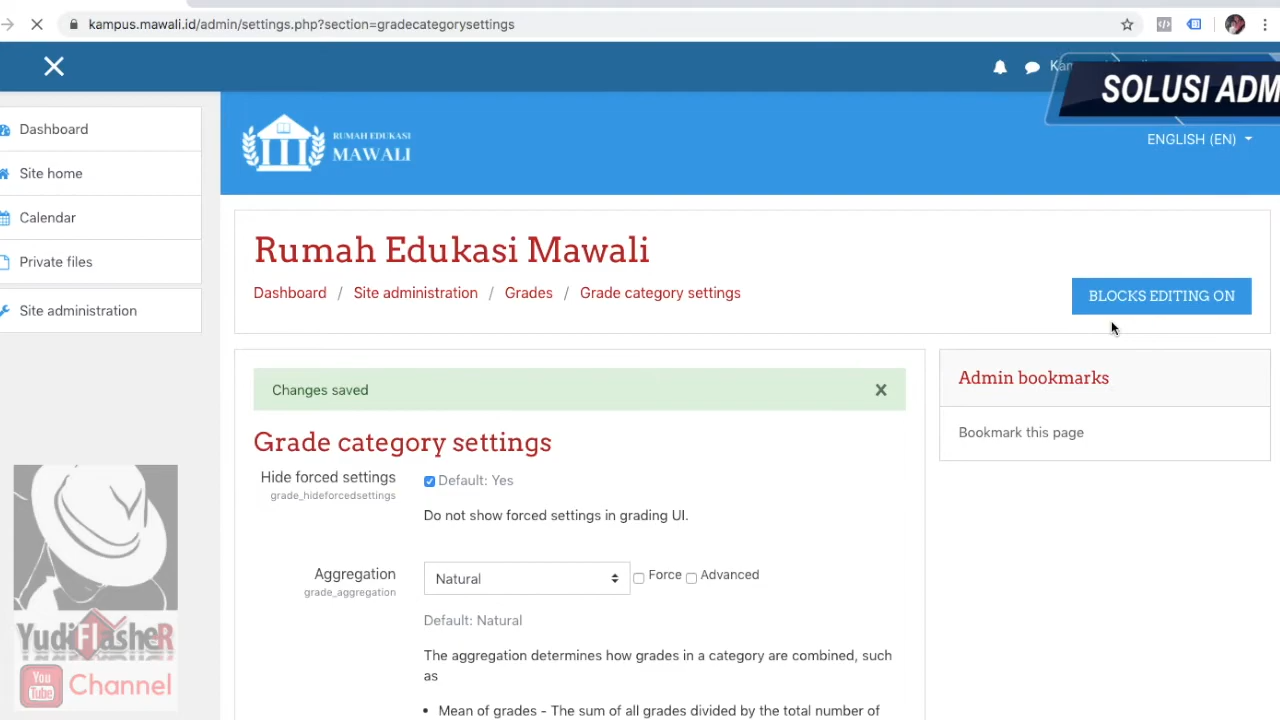 kampus.mawali.id/admin/settings.php?section=gradecategorysettings
SOLUSI ADM
Dashboard
Site home
Calendar
Private files
Site administration
RUMAH EDUKASI
MAWALI
ENGLISH (EN)
Rumah Edukasi Mawali
Dashboard / Site administration / Grades / Grade category settings
BLOCKS EDITING ON
Changes saved
Grade category settings
Hide forced settings
Default: Yes
grade_hideforcedsettings
Do not show forced settings in grading UI.
Aggregation
Natural
Force
Advanced
grade_aggregation
Default: Natural
The aggregation determines how grades in a category are combined, such
as
• Mean of grades - The sum of all grades divided by the total number of
Admin bookmarks
Bookmark this page
YudiFlasheR
You
Tube
Channel